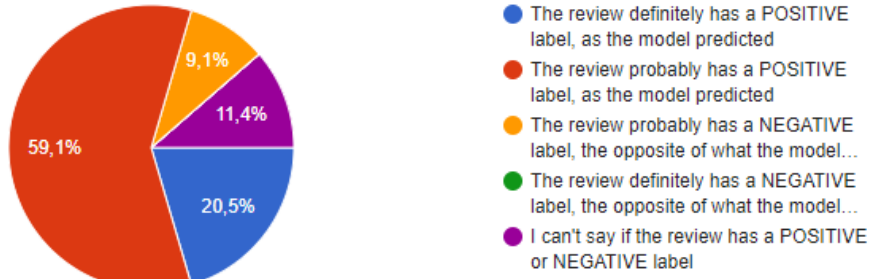 9,1%
11,4%
59,1%
20,5%
The review definitely has a POSITIVE
label, as the model predicted
The review probably has a POSITIVE
label, as the model predicted
The review probably has a NEGATIVE
label, the opposite of what the model...
The review definitely has a NEGATIVE
label, the opposite of what the model...
I can't say if the review has a POSITIVE
or NEGATIVE label